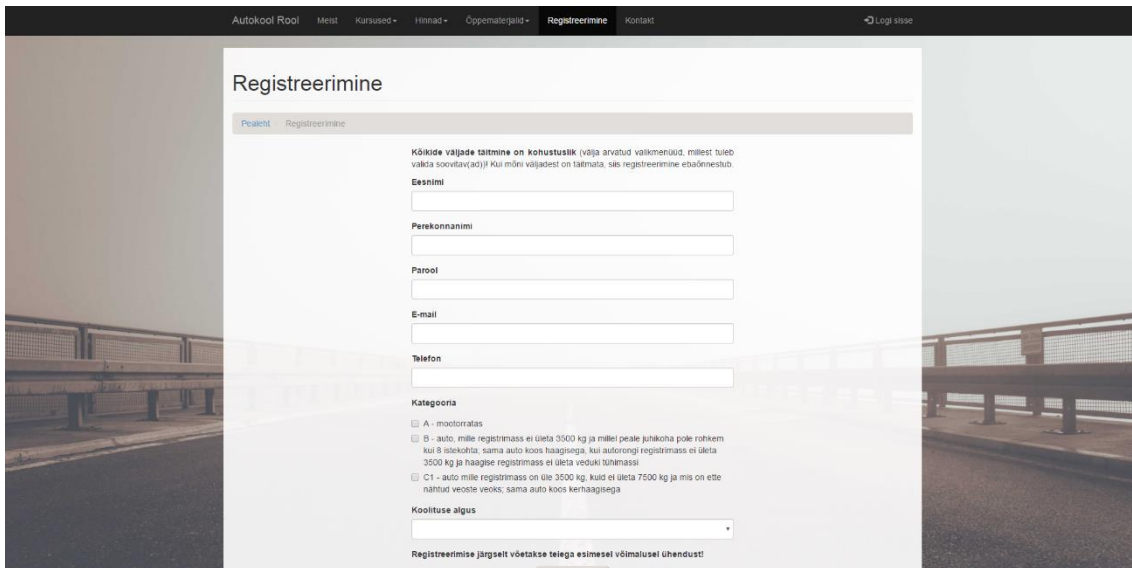 Autokool Rool Meist Kursused Hinnad Õppematerjalid Registreerimine Kontakt Logi sisse
Registreerimine
Pealeht Registreerimine
Kõikide väljade täitmine on kohustuslik (välja arvatud valikmenüüd, millest tuleb
valida soovitav(ad))! Kui mõni väljadest on täitmata, siis registreerimine ebaõnnestub.
Eesnimi
Perekonnanimi
Parool
E-mail
Telefon
Kategooria
A - mootorratas
B - auto, mille registrimass ei ületa 3500 kg ja millel peale juhikoha pole rohkem
kui 8 istekohta; sama auto koos haagisega, kui autorongi registrimass ei ületa
3500 kg ja haagise registrimass ei ületa veduki tühimassi
C1 - auto mille registrimass on üle 3500 kg, kuid ei ületa 7500 kg ja mis on ette
nähtud veoste veoks; sama auto koos kerhaagisega
Koolituse algus
Registreerimise järgselt võetakse teiega esimesel võimalusel ühendust!